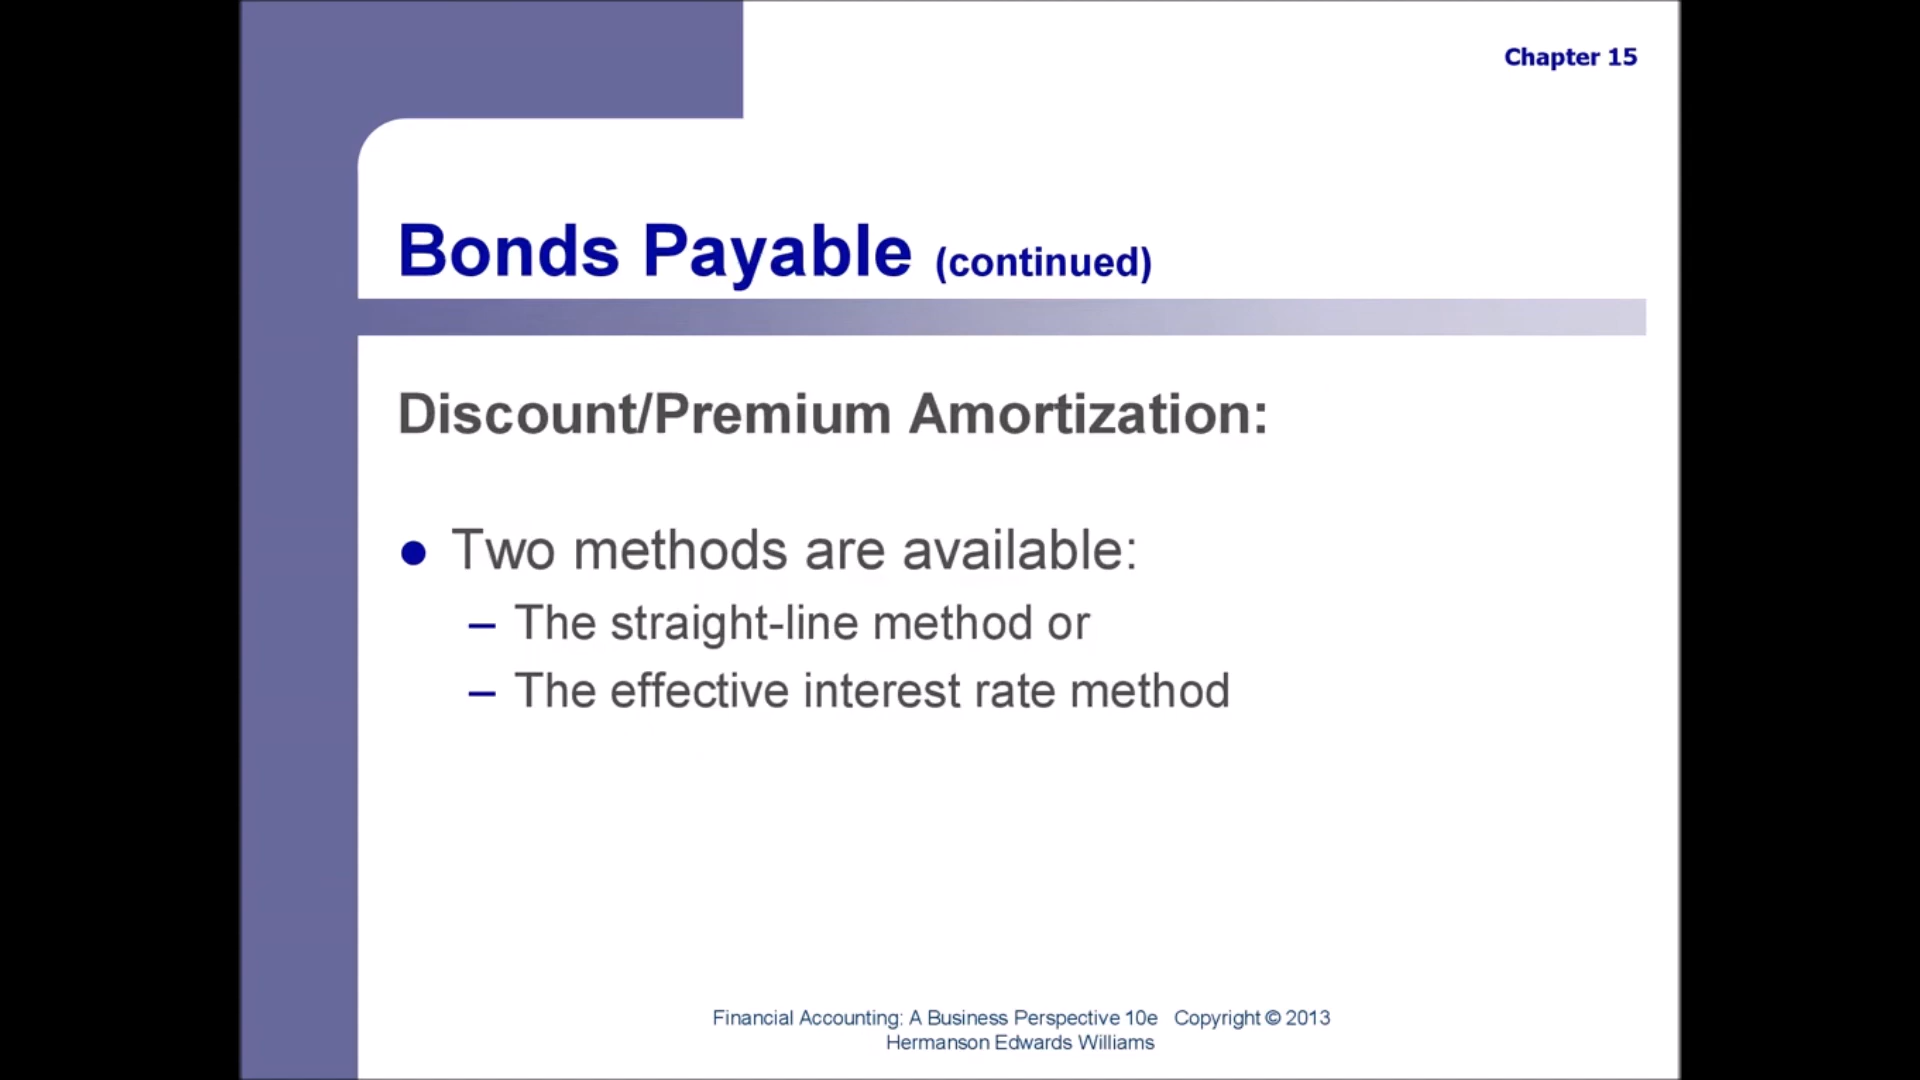 Chapter 15
Bonds Payable (continued)
Discount/Premium Amortization:
● Two methods are available:
– The straight-line method or
– The effective interest rate method
Financial Accounting: A Business Perspective 10e Copyright © 2013
Hermanson Edwards Williams